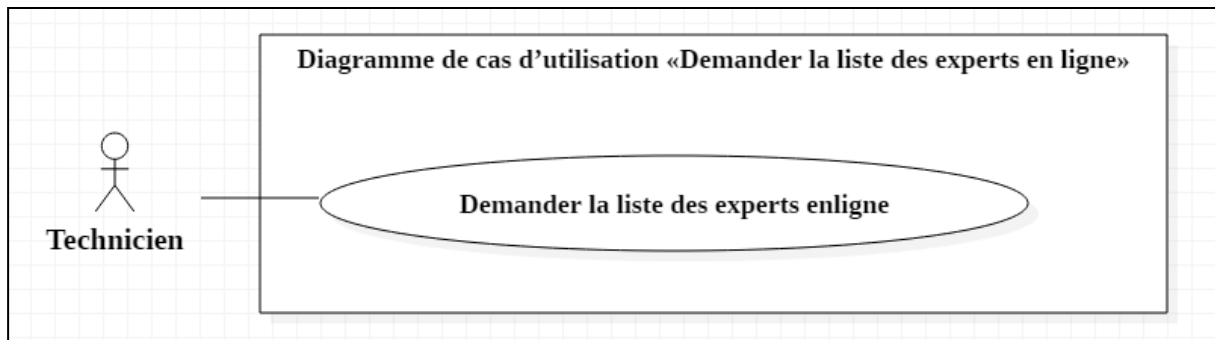 Diagramme de cas d’utilisation «Demander la liste des experts en ligne»
Demander la liste des experts enligne
Technicien